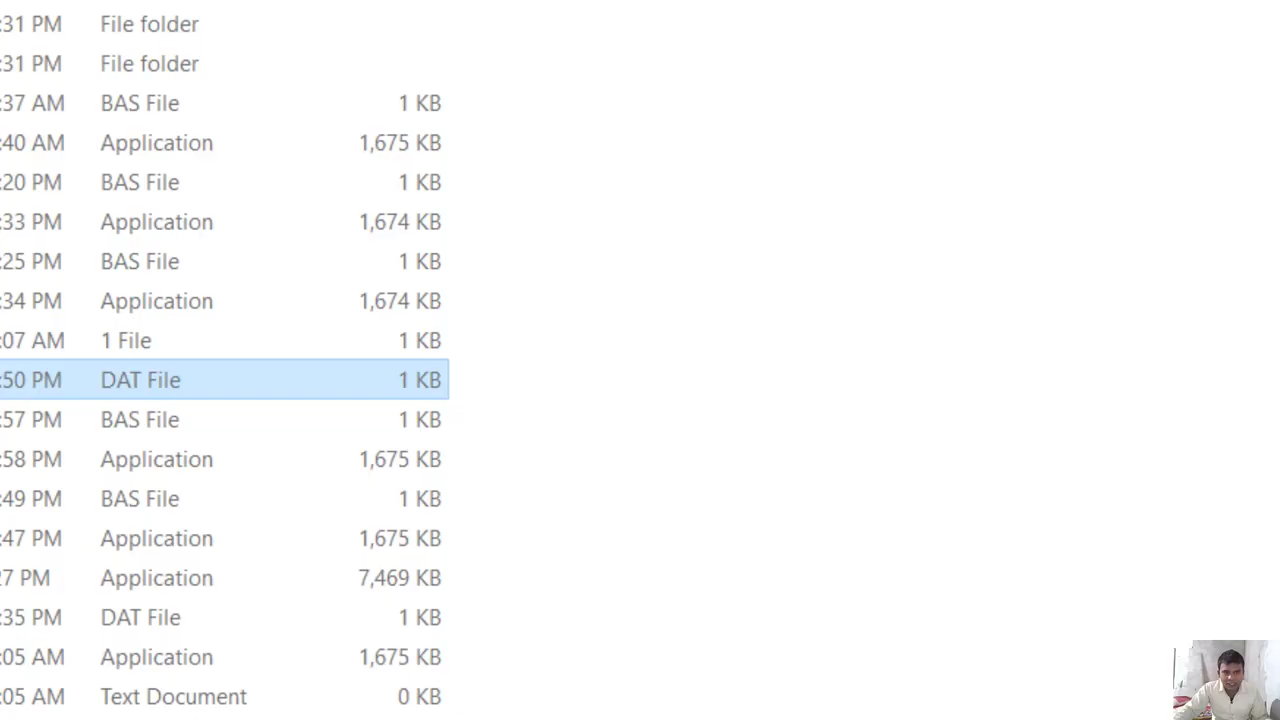 :31 PM File folder
:31 PM File folder
:37 AM BAS File 1 KB
:40 AM Application 1,675 KB
:20 PM BAS File 1 KB
:33 PM Application 1,674 KB
:25 PM BAS File 1 KB
:34 PM Application 1,674 KB
:07 AM 1 File 1 KB
:50 PM DAT File 1 KB
:57 PM BAS File 1 KB
:58 PM Application 1,675 KB
:49 PM BAS File 1 KB
:47 PM Application 1,675 KB
27 PM Application 7,469 KB
:35 PM DAT File 1 KB
:05 AM Application 1,675 KB
:05 AM Text Document 0 KB